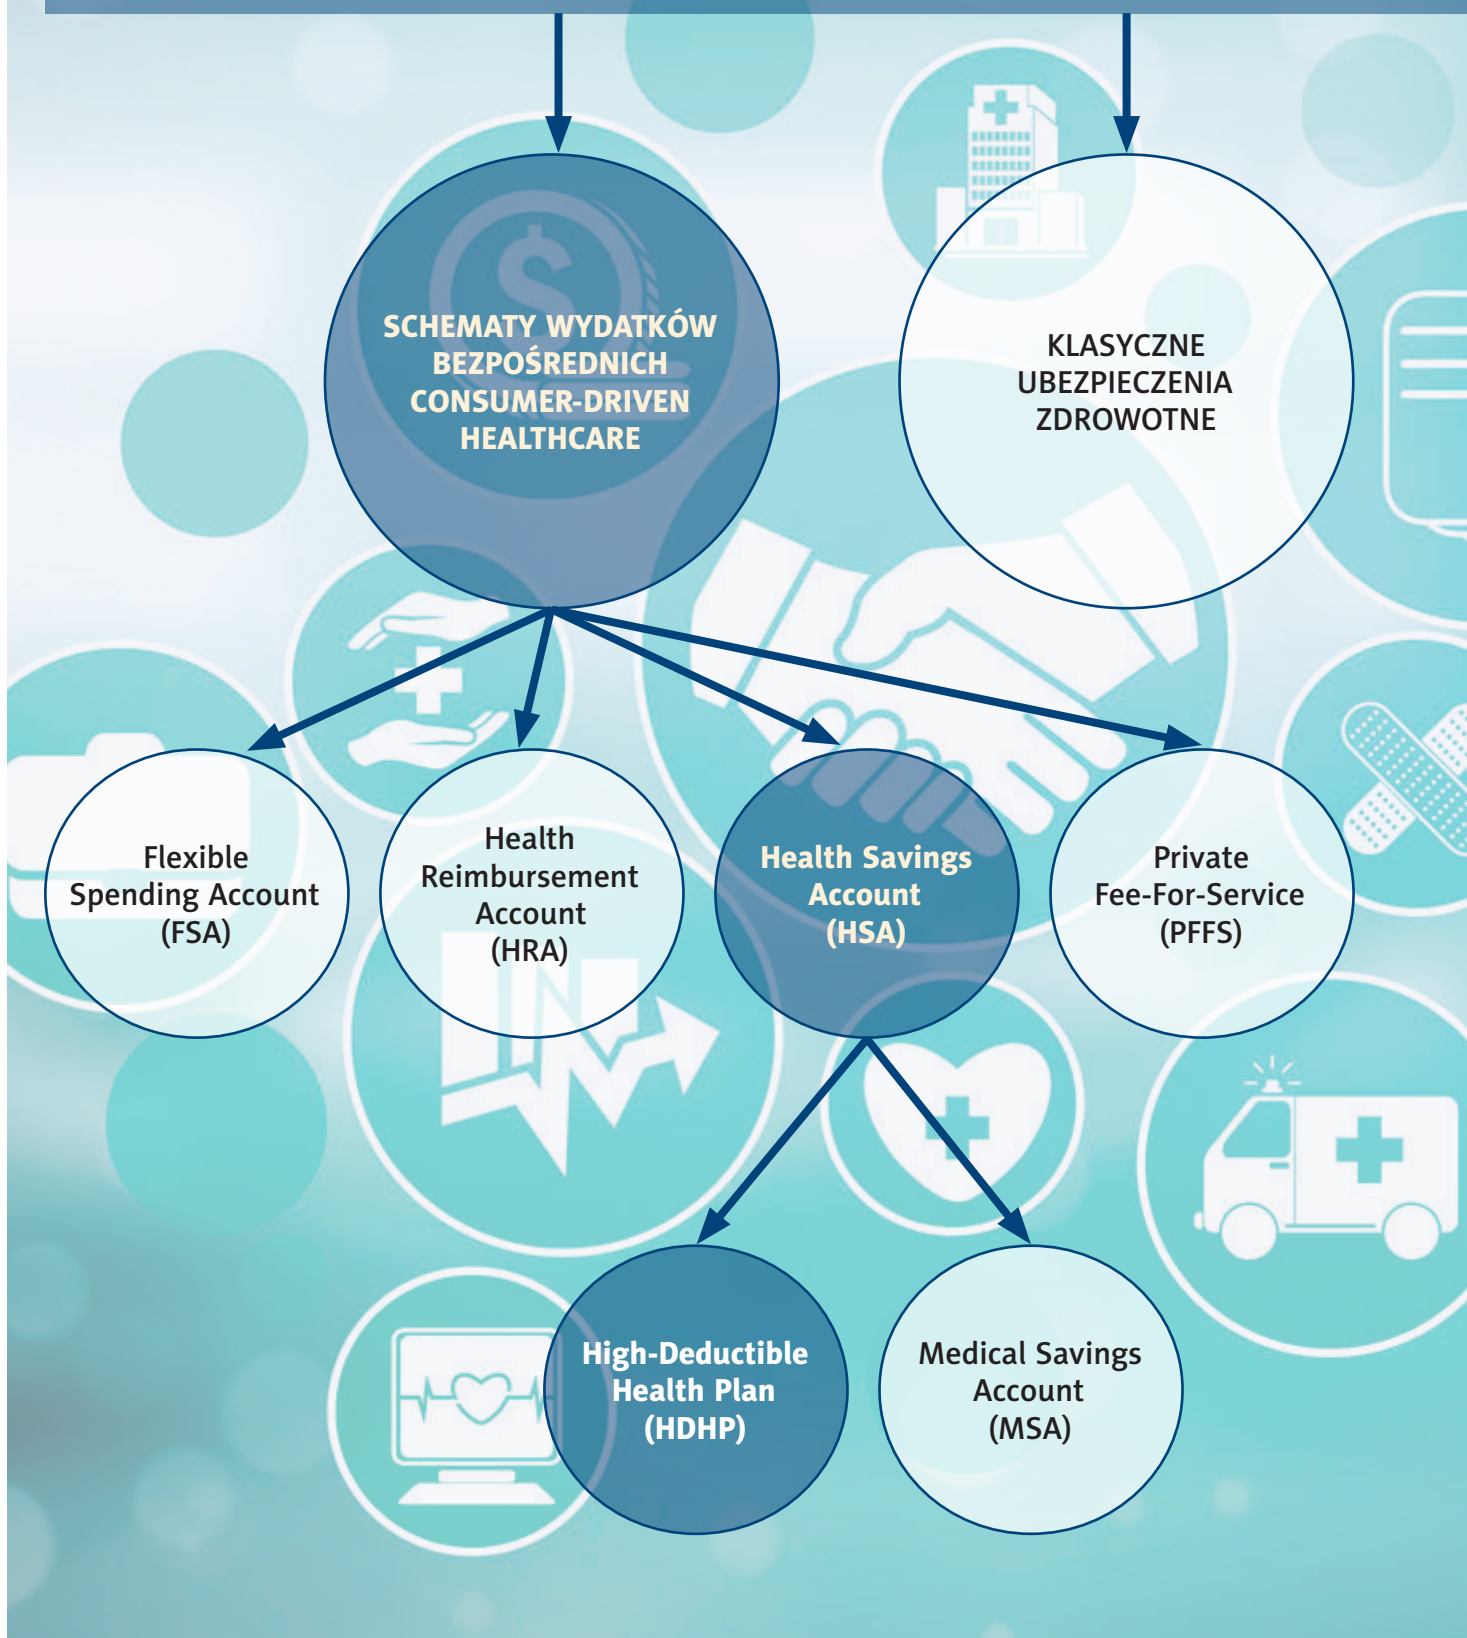 SCHEMATY WYDATKÓW
BEZPOŚREDNICH
CONSUMER-DRIVEN
HEALTHCARE
KLASYCZNE
UBEZPIECZENIA
ZDROWOTNE
Flexible
Spending Account
(FSA)
Health
Reimbursement
Account
(HRA)
Health Savings
Account
(HSA)
Private
Fee-For-Service
(PFFS)
High-Deductible
Health Plan
(HDHP)
Medical Savings
Account
(MSA)